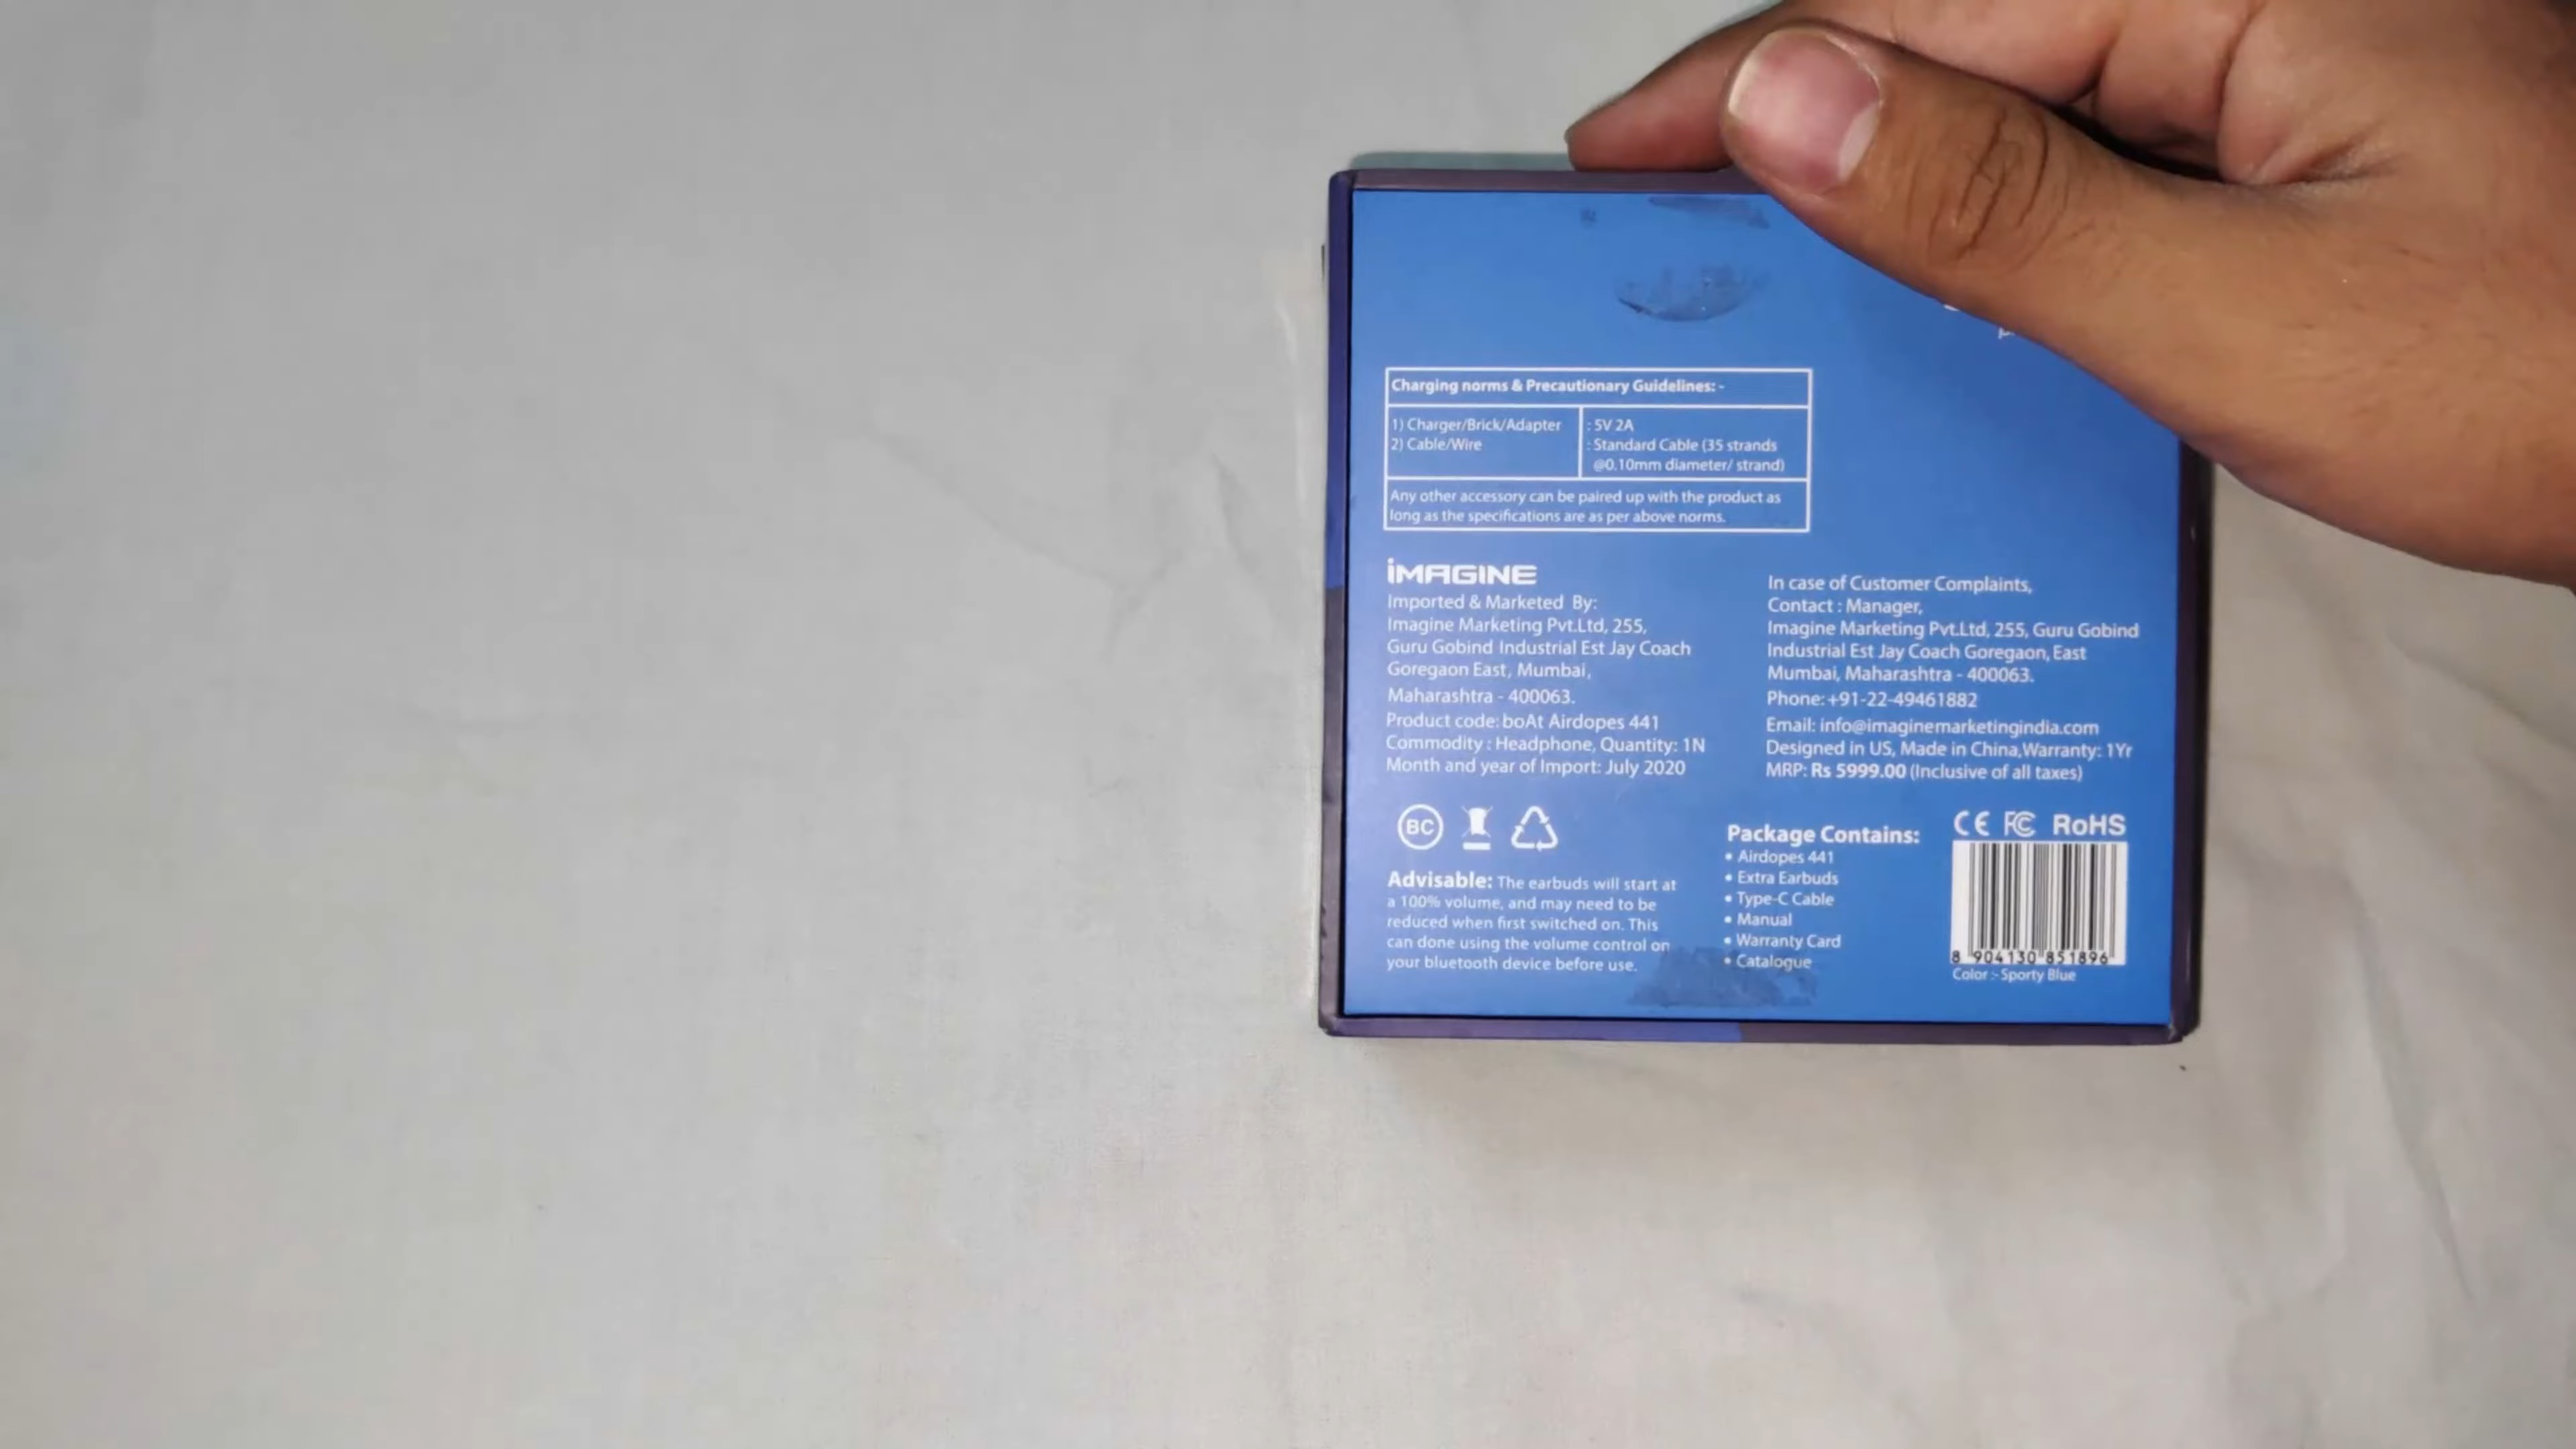 Charging norms & Precautionary Guidelines: -
1) Charger/Brick/Adapter : 5V 2A
2) Cable/Wire : Standard Cable (35 strands
@0.10mm diameter/ strand)
Any other accessory can be paired up with the product as
long as the specifications are as per above norms.
iMAGINE
Imported & Marketed By:
Imagine Marketing Pvt.Ltd, 255,
Guru Gobind Industrial Est Jay Coach
Goregaon East, Mumbai,
Maharashtra - 400063.
Product code: boAt Airdopes 441
Commodity : Headphone, Quantity: 1N
Month and year of Import: July 2020
In case of Customer Complaints,
Contact : Manager,
Imagine Marketing Pvt.Ltd, 255, Guru Gobind
Industrial Est Jay Coach Goregaon, East
Mumbai, Maharashtra - 400063.
Phone: +91-22-49461882
Email: info@imaginemarketingindia.com
Designed in US, Made in China,Warranty: 1Yr
MRP: Rs 5999.00 (Inclusive of all taxes)
BC
Advisable: The earbuds will start at
a 100% volume, and may need to be
reduced when first switched on. This
can done using the volume control on
your bluetooth device before use.
Package Contains:
• Airdopes 441
• Extra Earbuds
• Type-C Cable
• Manual
• Warranty Card
• Catalogue
CE FC RoHS
8 904130 851896
Color :- Sporty Blue